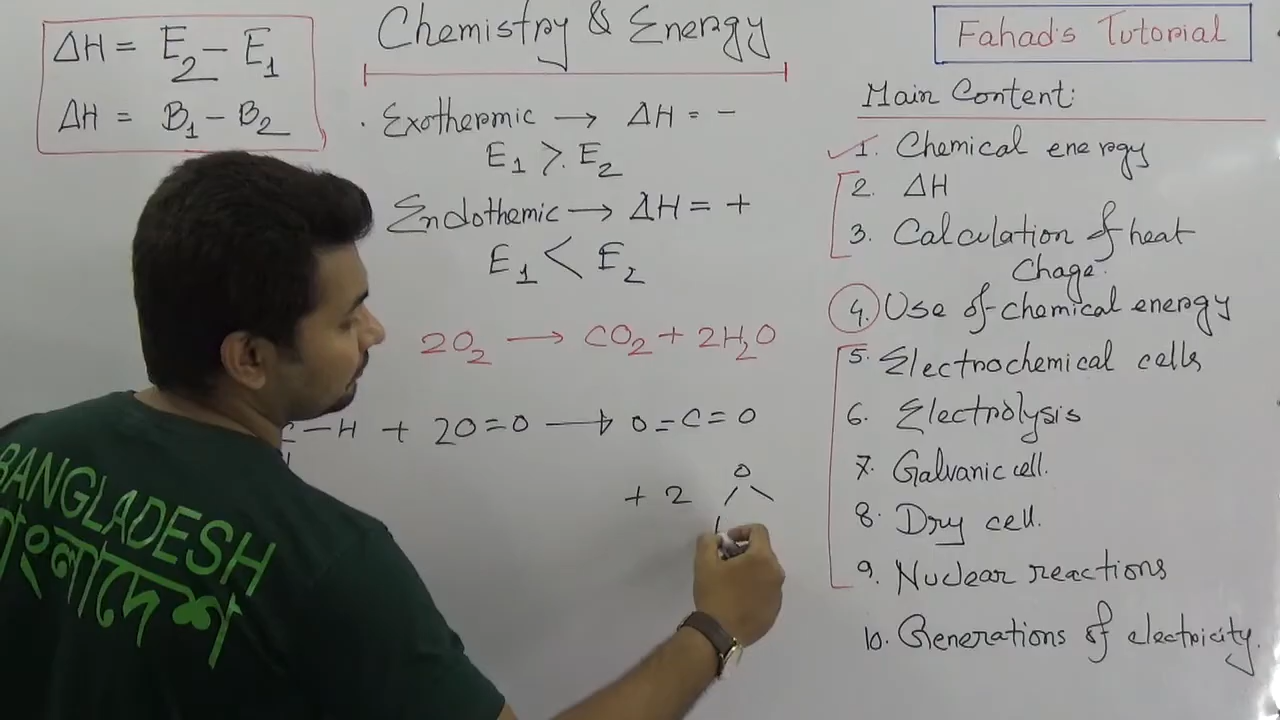 ΔH = E₂ - E₁
ΔH = B₁ - B₂
Chemistry & Energy
Exothermic → ΔH = -
E₁ > E₂
Endothemic → ΔH = +
E₁ < E₂
2O₂ → CO₂ + 2H₂O
-H + 2O=O → O=C=O
+ 2 O
Fahad's Tutorial
Main Content:
1. Chemical energy
2. ΔH
3. Calculation of heat
Chage.
4. Use of chemical energy
5. Electrochemical cells
6. Electrolysis
7. Galvanic cell.
8. Dry cell.
9. Nuclear reactions
10. Generations of electricity.
BANGLADESH
বাংলাদেশ